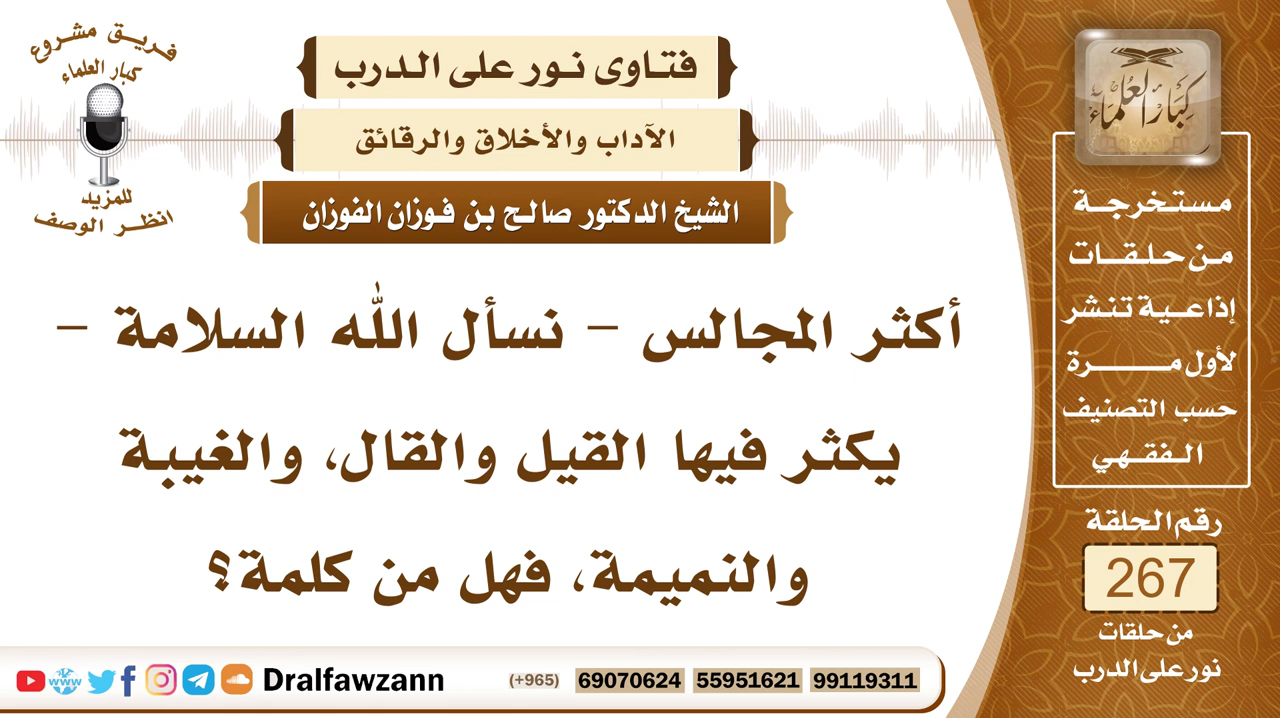 فريق مشروع
كبار العلماء
للمزيد
انظر الوصف
فتاوى نور على الدرب
الآداب والأخلاق والرقائق
الشيخ الدكتور صالح بن فوزان الفوزان
أكثر المجالس – نسأل الله السلامة –
يكثر فيها القيل والقال، والغيبة
والنميمة، فهل من كلمة؟
كبار العلماء
مستخرجة
من حلقات
إذاعية تنشر
لأول مرة
حسب التصنيف
الفقهي
رقم الحلقة
267
من حلقات
نور على الدرب
www Dralfawzann (+965) 69070624 55951621 99119311